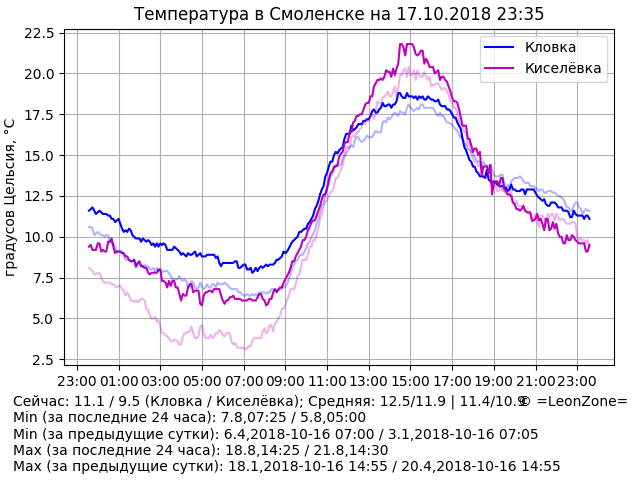 Температура в Смоленске на 17.10.2018 23:35
22.5
20.0
17.5
15.0
12.5
10.0
7.5
5.0
2.5
градусов Цельсия, °C
Кловка
Киселёвка
23:00 01:00 03:00 05:00 07:00 09:00 11:00 13:00 15:00 17:00 19:00 21:00 23:00
Сейчас: 11.1 / 9.5 (Кловка / Киселёвка); Средняя: 12.5/11.9 | 11.4/10.9 © =LeonZone=
Min (за последние 24 часа): 7.8,07:25 / 5.8,05:00
Min (за предыдущие сутки): 6.4,2018-10-16 07:00 / 3.1,2018-10-16 07:05
Max (за последние 24 часа): 18.8,14:25 / 21.8,14:30
Max (за предыдущие сутки): 18.1,2018-10-16 14:55 / 20.4,2018-10-16 14:55